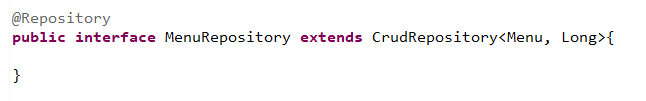 @Repository
public interface MenuRepository extends CrudRepository<Menu, Long>{
}